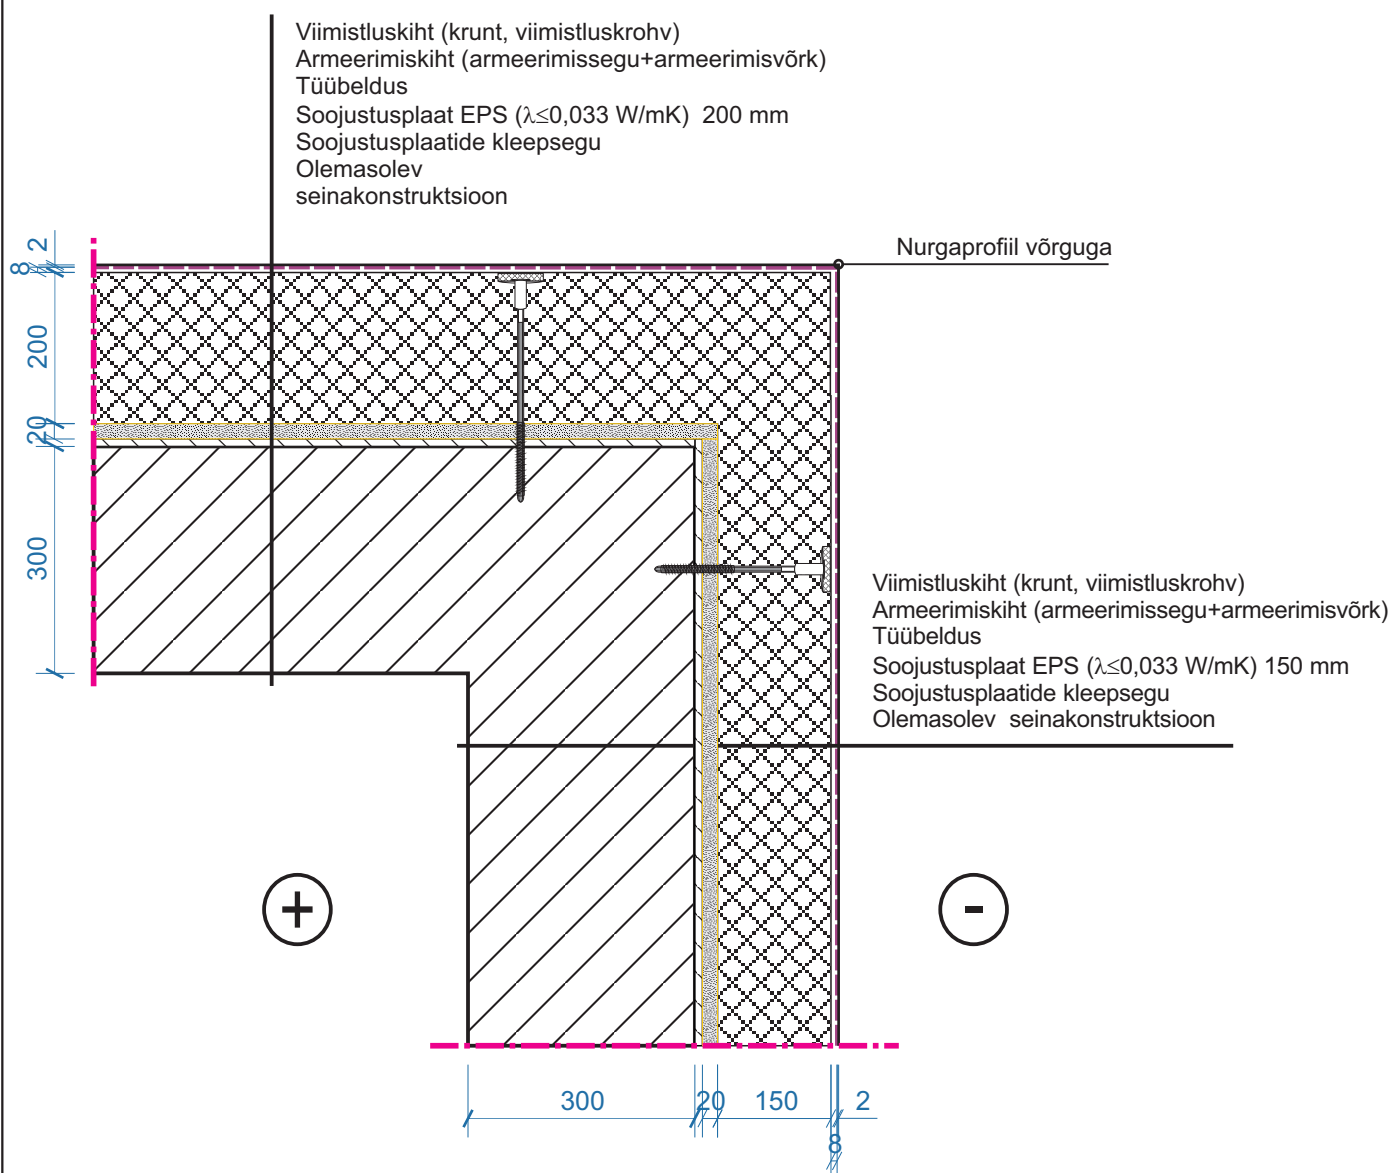 Viimistluskiht (krunt, viimistluskrohv)
Armeerimiskiht (armeerimissegu+armeerimisvõrk)
Tüübeldus
Soojustusplaat EPS (λ≤0,033 W/mK)  200 mm
Soojustusplaatide kleepsegu
Olemasolev
seinakonstruktsioon
Nurgaprofiil võrguga
2
8
200
20
300
Viimistluskiht (krunt, viimistluskrohv)
Armeerimiskiht (armeerimissegu+armeerimisvõrk)
Tüübeldus
Soojustusplaat EPS (λ≤0,033 W/mK) 150 mm
Soojustusplaatide kleepsegu
Olemasolev  seinakonstruktsioon
+
-
300
20
150
2
8